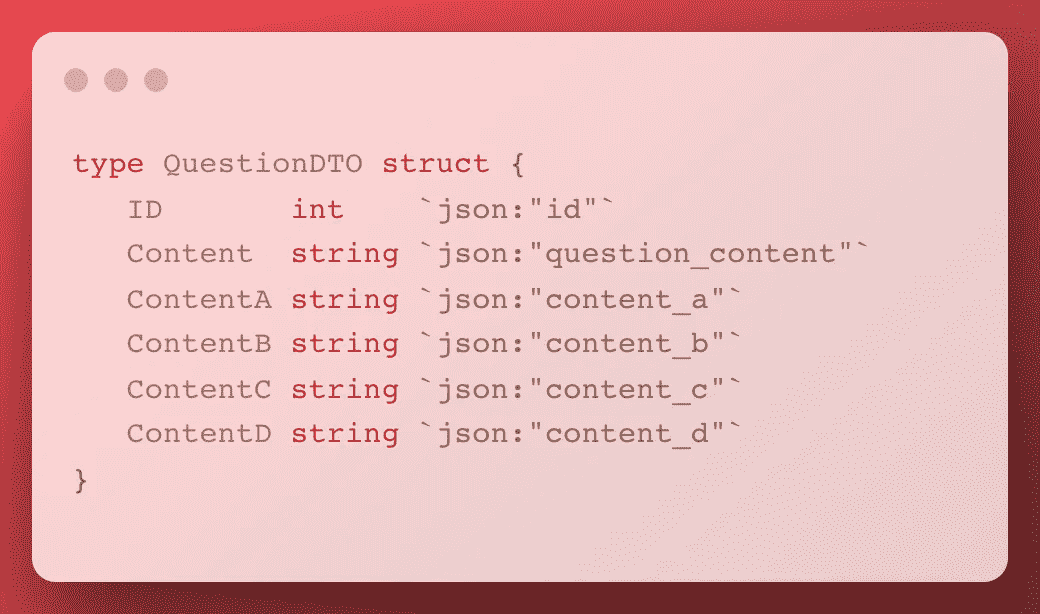 type QuestionDTO struct {
   ID       int    `json:"id"`
   Content  string `json:"question_content"`
   ContentA string `json:"content_a"`
   ContentB string `json:"content_b"`
   ContentC string `json:"content_c"`
   ContentD string `json:"content_d"`
}